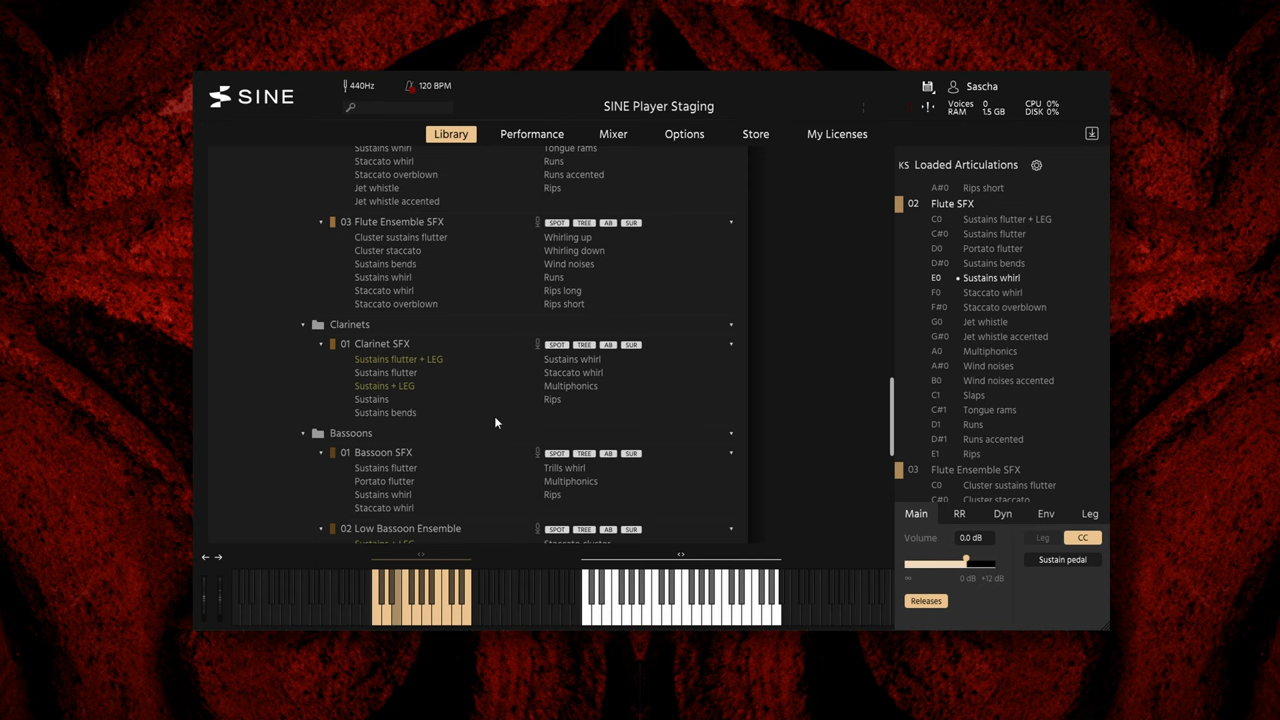 SINE
440Hz
120 BPM
SINE Player Staging
Sascha
Voices 0
RAM 1.5 GB
CPU 0%
DISK 0%
Library
Performance
Mixer
Options
Store
My Licenses
Sustains whirl
Tongue rams
Staccato whirl
Runs
Staccato overblown
Runs accented
Jet whistle
Rips
Jet whistle accented
03 Flute Ensemble SFX
SPOT TREE AB SUR
Cluster sustains flutter
Whirling up
Cluster staccato
Whirling down
Sustains bends
Wind noises
Sustains whirl
Runs
Staccato whirl
Rips long
Staccato overblown
Rips short
Clarinets
01 Clarinet SFX
SPOT TREE AB SUR
Sustains flutter + LEG
Sustains whirl
Sustains flutter
Staccato whirl
Sustains + LEG
Multiphonics
Sustains
Rips
Sustains bends
Bassoons
01 Bassoon SFX
SPOT TREE AB SUR
Sustains flutter
Trills whirl
Portato flutter
Multiphonics
Sustains whirl
Rips
Staccato whirl
02 Low Bassoon Ensemble
SPOT TREE AB SUR
Sustains + LEG
Staccato cluster
KS Loaded Articulations
A#0 Rips short
02 Flute SFX
C0 Sustains flutter + LEG
C#0 Sustains flutter
D0 Portato flutter
D#0 Sustains bends
E0 Sustains whirl
F0 Staccato whirl
F#0 Staccato overblown
G0 Jet whistle
G#0 Jet whistle accented
A0 Multiphonics
A#0 Wind noises
B0 Wind noises accented
C1 Slaps
C#1 Tongue rams
D1 Runs
D#1 Runs accented
E1 Rips
03 Flute Ensemble SFX
C0 Cluster sustains flutter
C#0 Cluster staccato
Main
RR
Dyn
Env
Leg
Volume
0.0 dB
Leg
CC
Sustain pedal
∞
0 dB
+12 dB
Releases